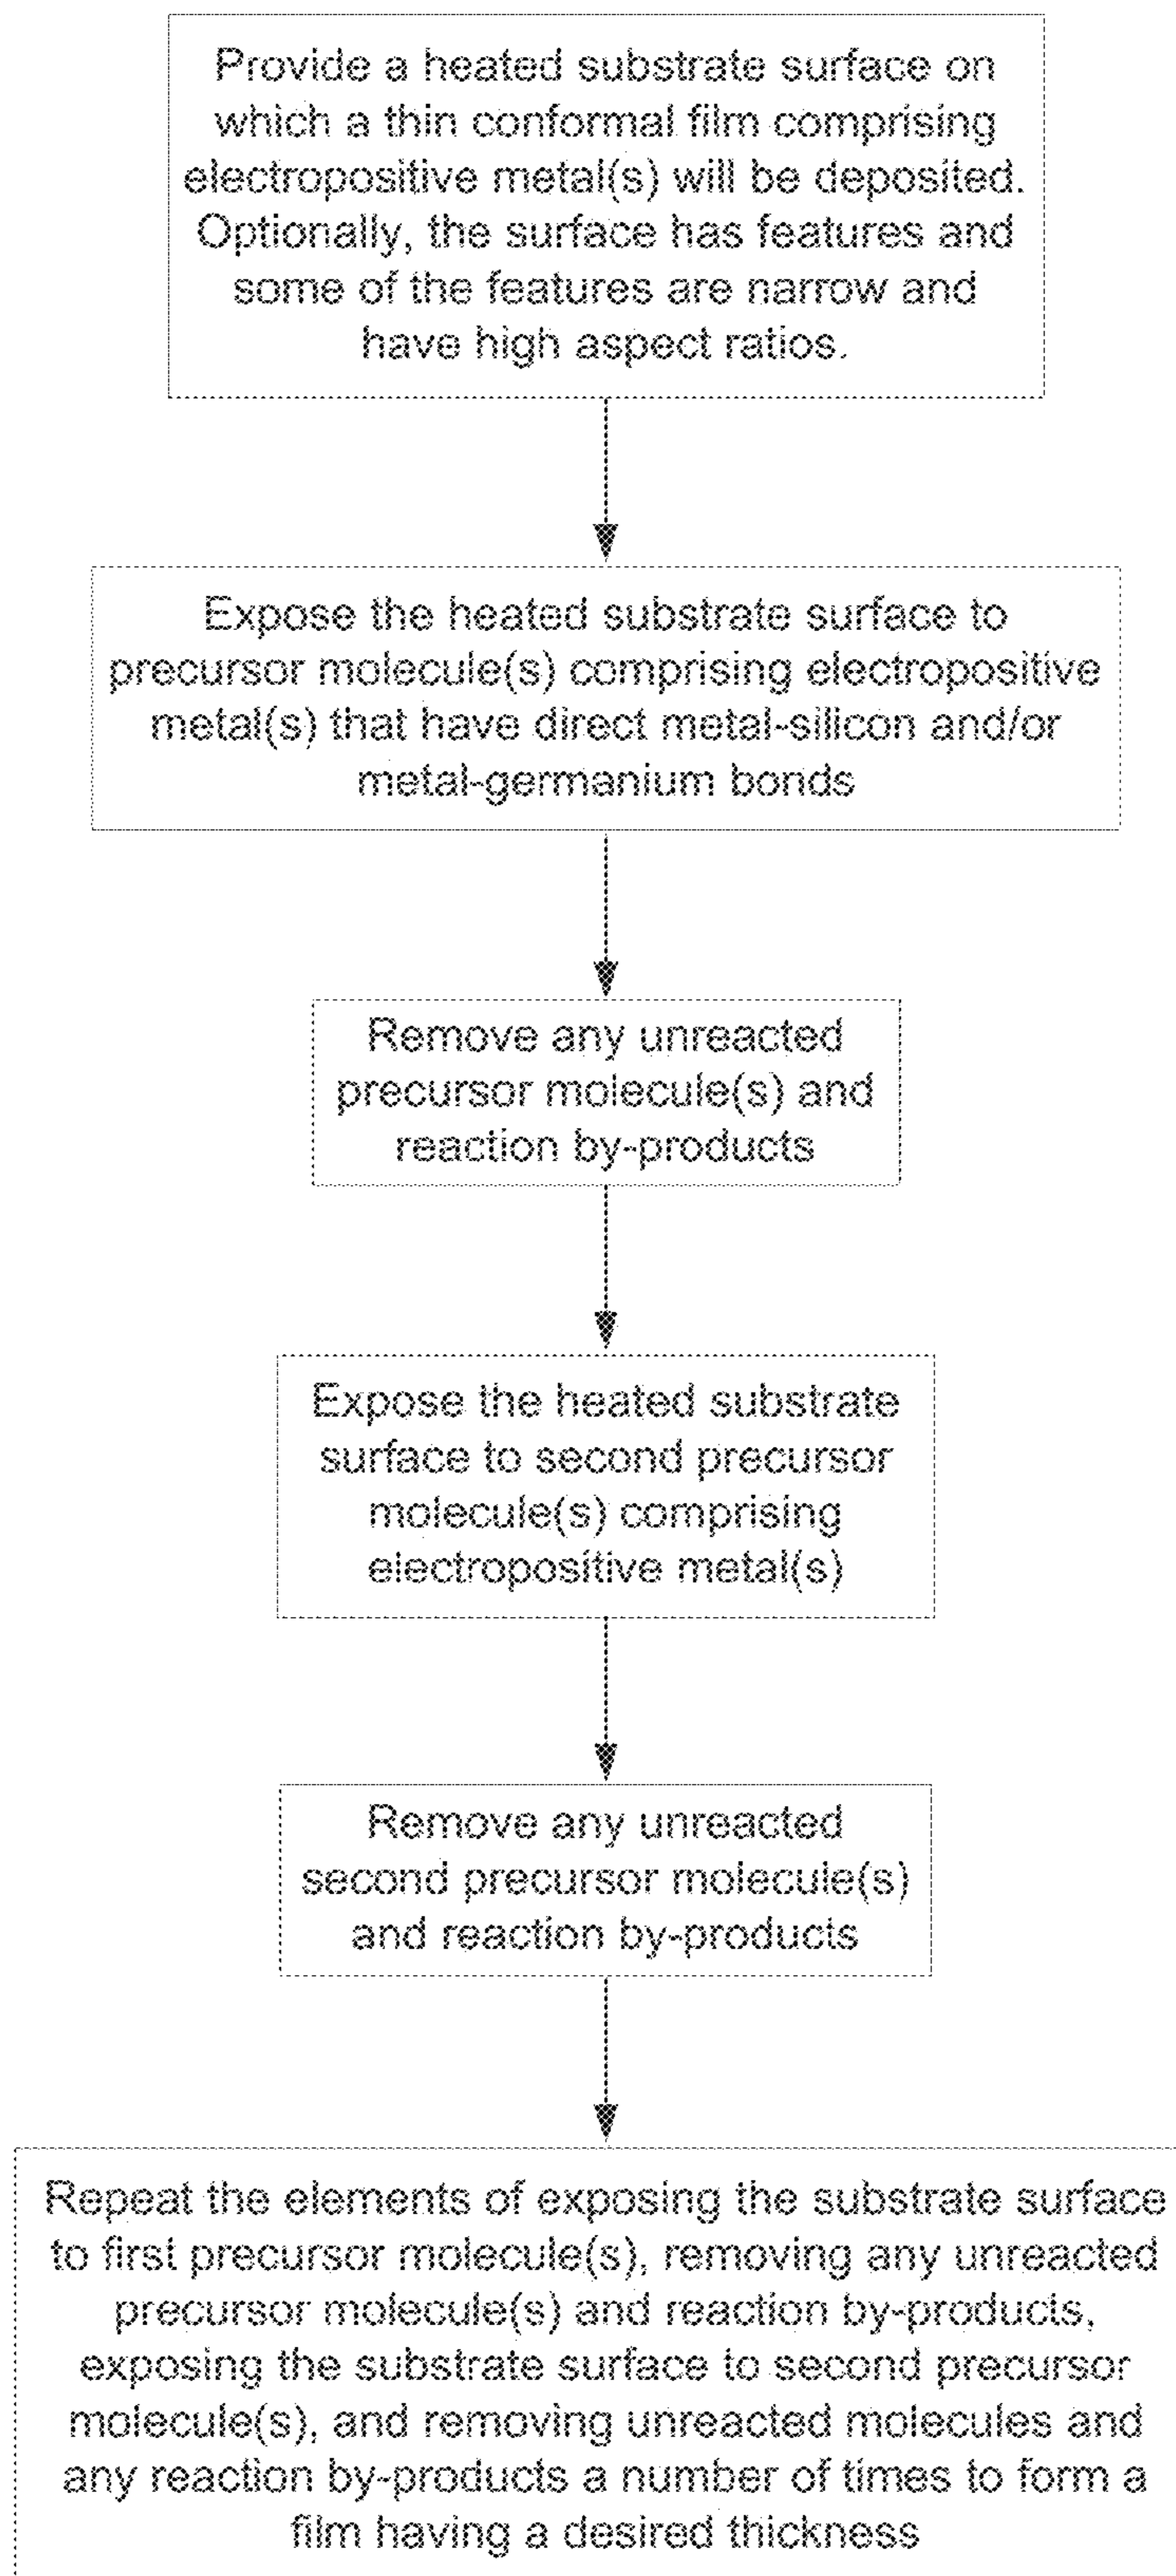 Provide a heated substrate surface on
which a thin conformal film comprising
electropositive metal(s) will be deposited.
Optionally, the surface has features and
some of the features are narrow and
have high aspect ratios.
Expose the heated substrate surface to
precursor molecule(s) comprising electropositive
metal(s) that have direct metal-silicon and/or
metal-germanium bonds
Remove any unreacted
precursor molecule(s) and
reaction by-products
Expose the heated substrate
surface to second precursor
molecule(s) comprising
electropositive metal(s)
Remove any unreacted
second precursor molecule(s)
and reaction by-products
Repeat the elements of exposing the substrate surface
to first precursor molecule(s), removing any unreacted
precursor molecule(s) and reaction by-products,
exposing the substrate surface to second precursor
molecule(s), and removing unreacted molecules and
any reaction by-products a number of times to form a
film having a desired thickness